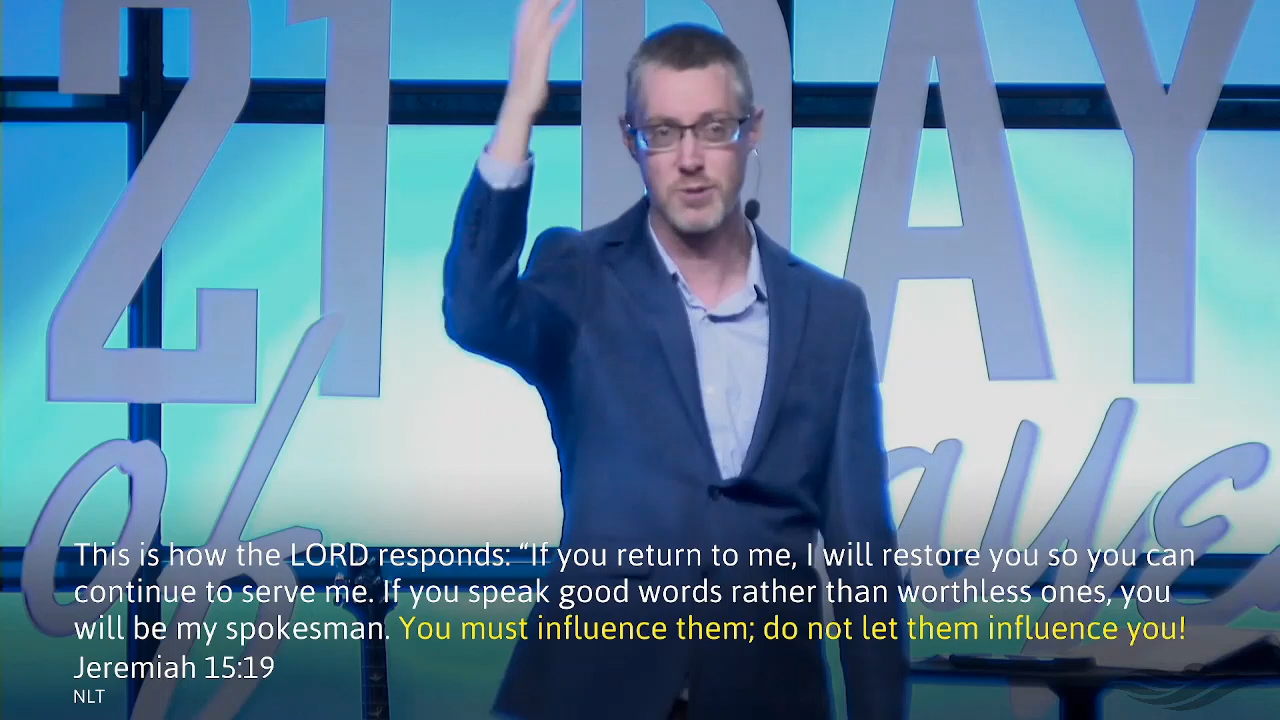 21 DAY
of
This is how the LORD responds: “If you return to me, I will restore you so you can
continue to serve me. If you speak good words rather than worthless ones, you
will be my spokesman. You must influence them; do not let them influence you!
Jeremiah 15:19
NLT